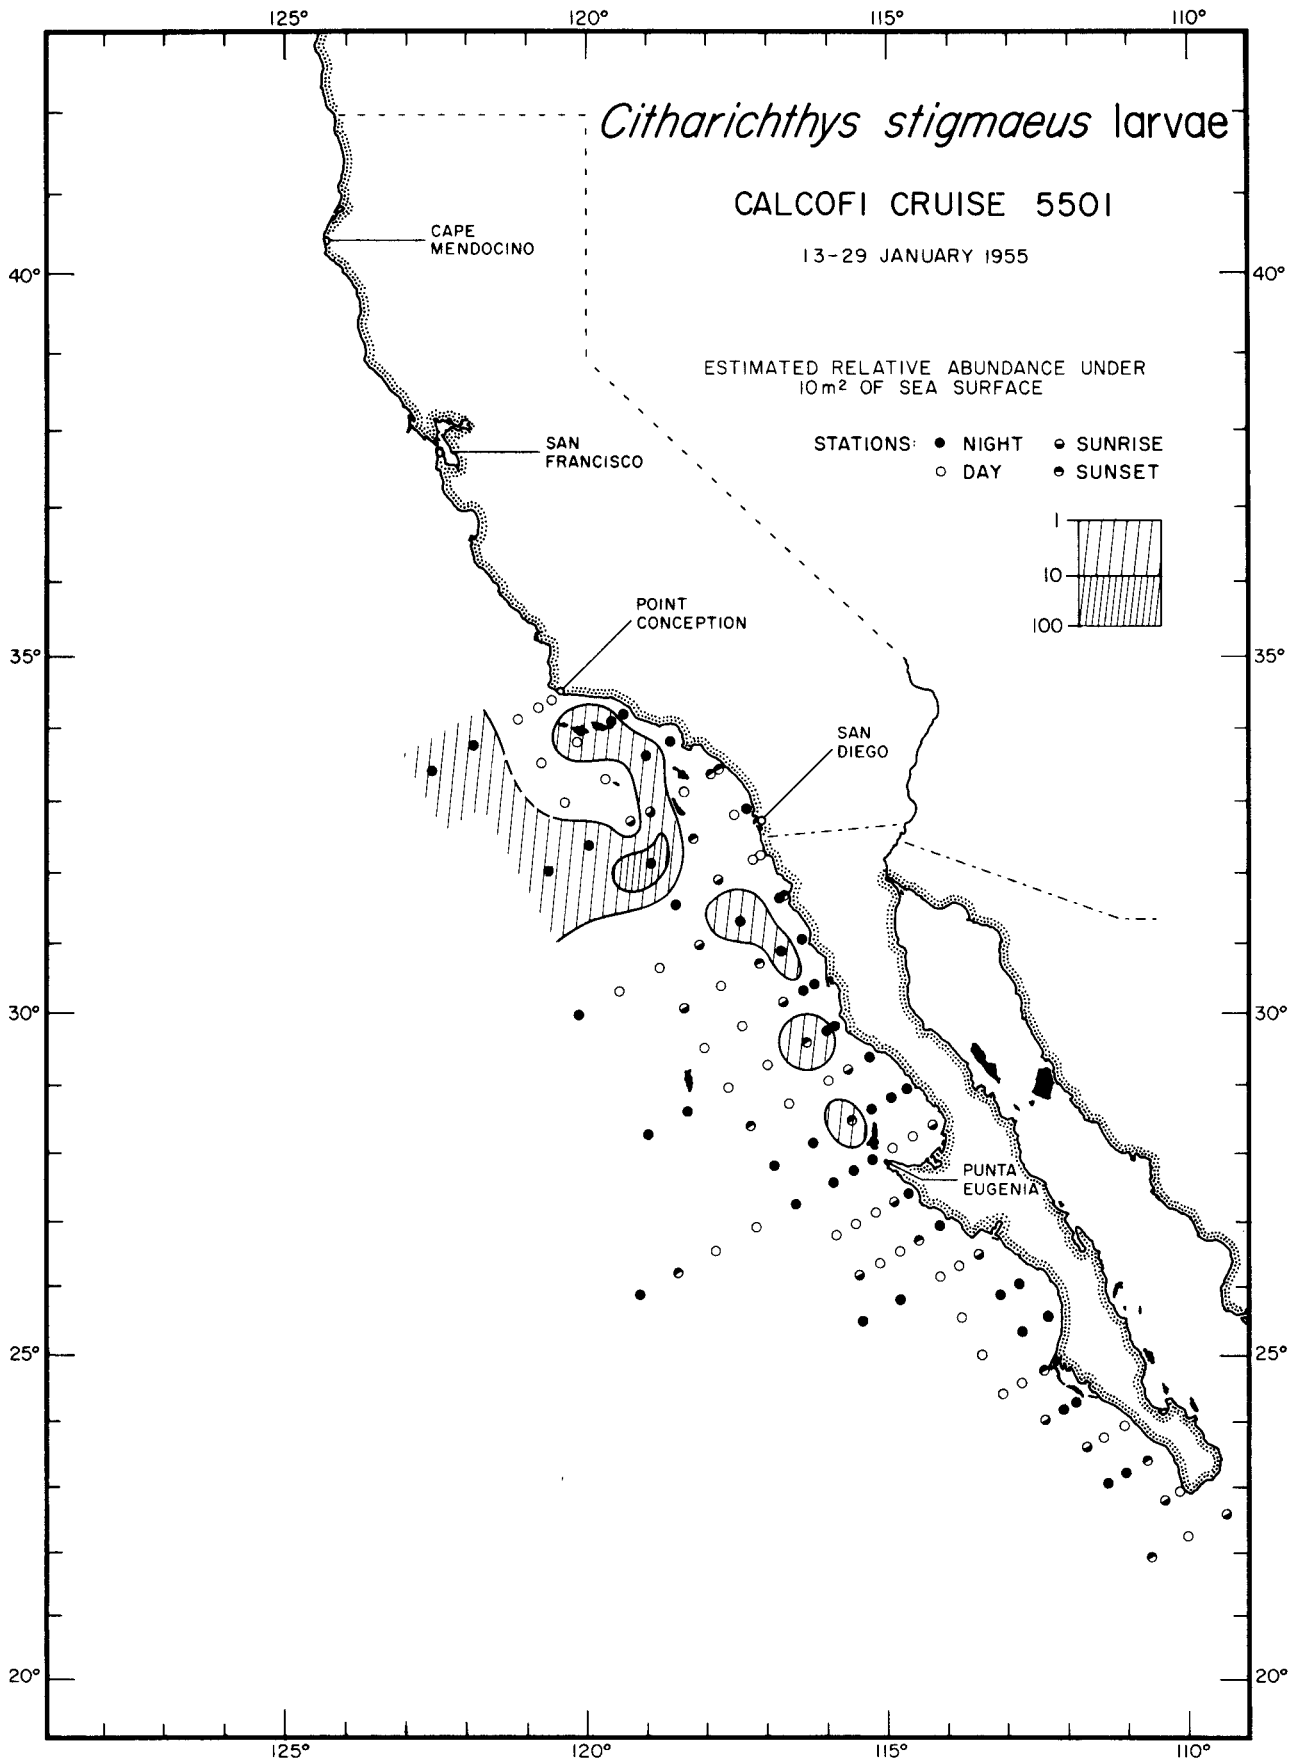 125° 120° 115° 110°
Citharichthys stigmaeus larvae
CALCOFI CRUISE 5501
13-29 JANUARY 1955
CAPE
MENDOCINO
40° 40°
ESTIMATED RELATIVE ABUNDANCE UNDER
10m² OF SEA SURFACE
STATIONS: NIGHT SUNRISE
DAY SUNSET
SAN
FRANCISCO
1
10
100
POINT
CONCEPTION
35° 35°
SAN
DIEGO
30° 30°
PUNTA
EUGENIA
25° 25°
20° 20°
125° 120° 115° 110°